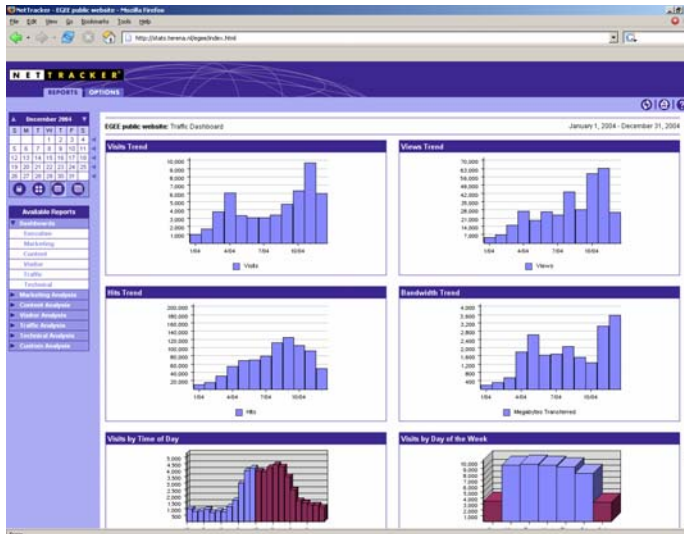 NetTracker - EGEE public website - Mozilla Firefox
File Edit View Go Bookmarks Tools Help
http://stats.terena.nl/egee/index.html
NETTRACKER
REPORTS OPTIONS
December 2004
S M T W T F S
1 2 3 4
5 6 7 8 9 10 11
12 13 14 15 16 17 18
19 20 21 22 23 24 25
26 27 28 29 30 31
Available Reports
Dashboards
Executive
Marketing
Content
Visitor
Traffic
Technical
Marketing Analysis
Content Analysis
Visitor Analysis
Traffic Analysis
Technical Analysis
Custom Analysis
EGEE public website: Traffic Dashboard
January 1, 2004 - December 31, 2004
Visits Trend
10,000
9,000
8,000
7,000
6,000
5,000
4,000
3,000
2,000
1,000
1/04 4/04 7/04 10/04
Visits
Views Trend
70,000
63,000
56,000
49,000
42,000
35,000
28,000
21,000
14,000
7,000
1/04 4/04 7/04 10/04
Views
Hits Trend
200,000
180,000
160,000
140,000
120,000
100,000
80,000
60,000
40,000
20,000
1/04 4/04 7/04 10/04
Hits
Bandwidth Trend
4,000
3,600
3,200
2,800
2,400
2,000
1,600
1,200
800
400
1/04 4/04 7/04 10/04
Megabytes Transferred
Visits by Time of Day
5,000
4,500
4,000
3,500
3,000
2,500
2,000
1,500
1,000
500
Visits by Day of the Week
10,000
9,000
8,000
7,000
6,000
5,000
4,000
3,000
2,000
1,000